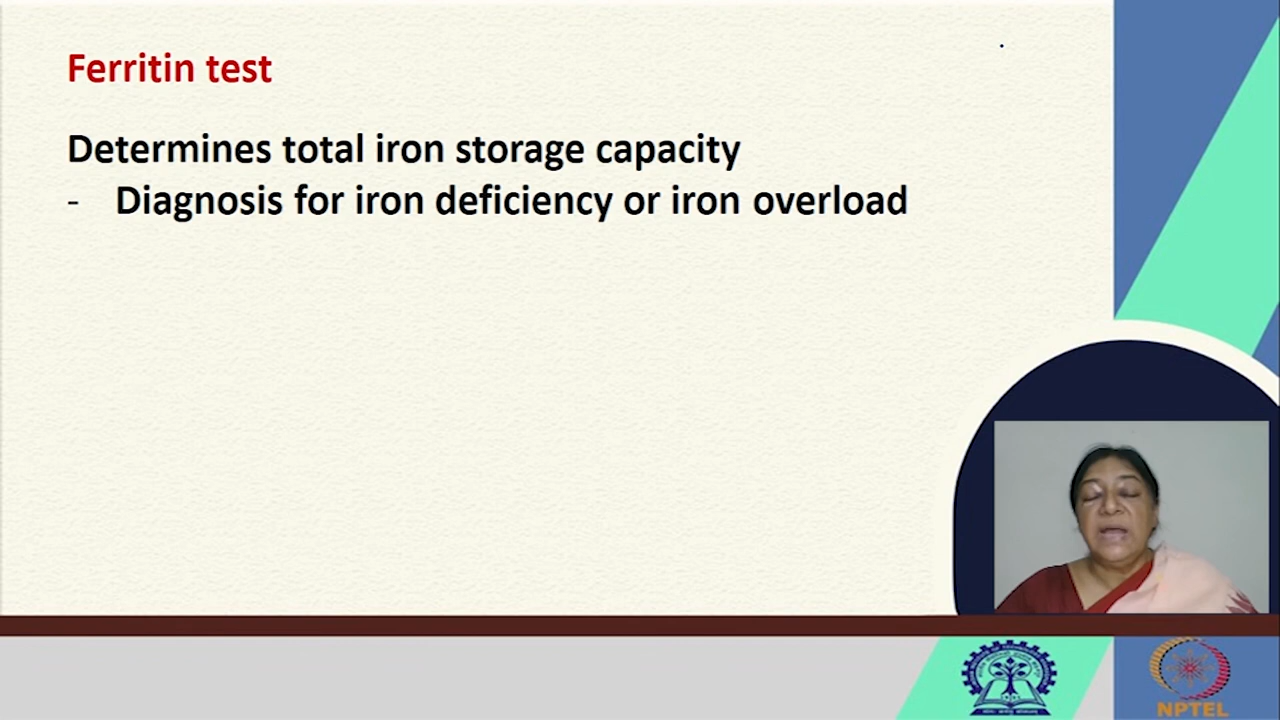 Ferritin test
Determines total iron storage capacity
- Diagnosis for iron deficiency or iron overload
NPTEL